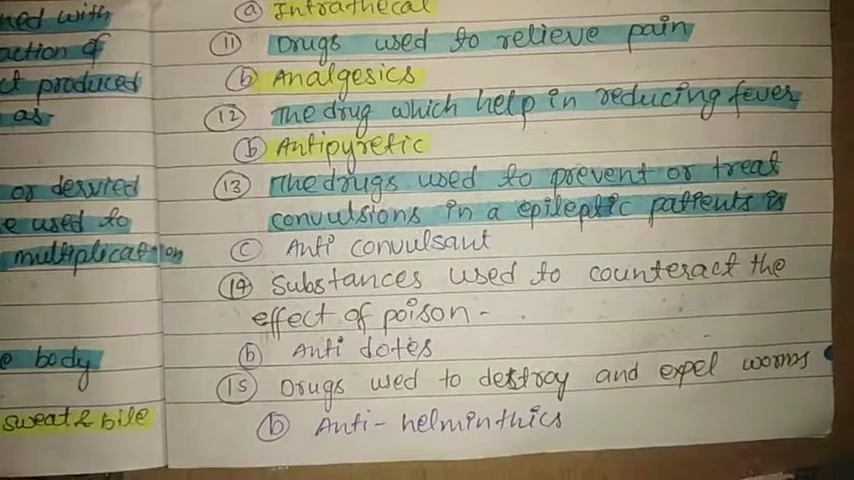 ned with
action of
ct produced
as-
or desried
e used to
multiplication
e body
sweat & bile
ⓐ Intrathecal
⑪ Drugs used to relieve pain
ⓑ Analgesics
⑫ The drug which help in reducing fever
ⓑ Antipyretic
⑬ The drugs used to prevent or treat
convulsions in a epileptic patients is
ⓒ Anti convulsant
⑭ Substances used to counteract the
effect of poison -
ⓑ Anti dotes
⑮ Drugs used to destroy and expel worms
ⓑ Anti - helminthics